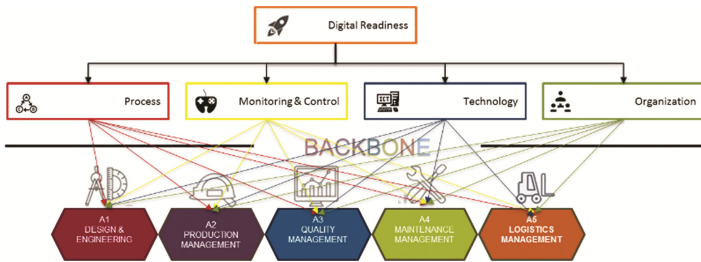 Digital Readiness
Process
Monitoring & Control
Technology
Organization
BACKBONE
A1
DESIGN &
ENGINEERING
A2
PRODUCTION
MANAGEMENT
A3
QUALITY
MANAGEMENT
A4
MAINTENANCE
MANAGEMENT
A5
LOGISTICS
MANAGEMENT